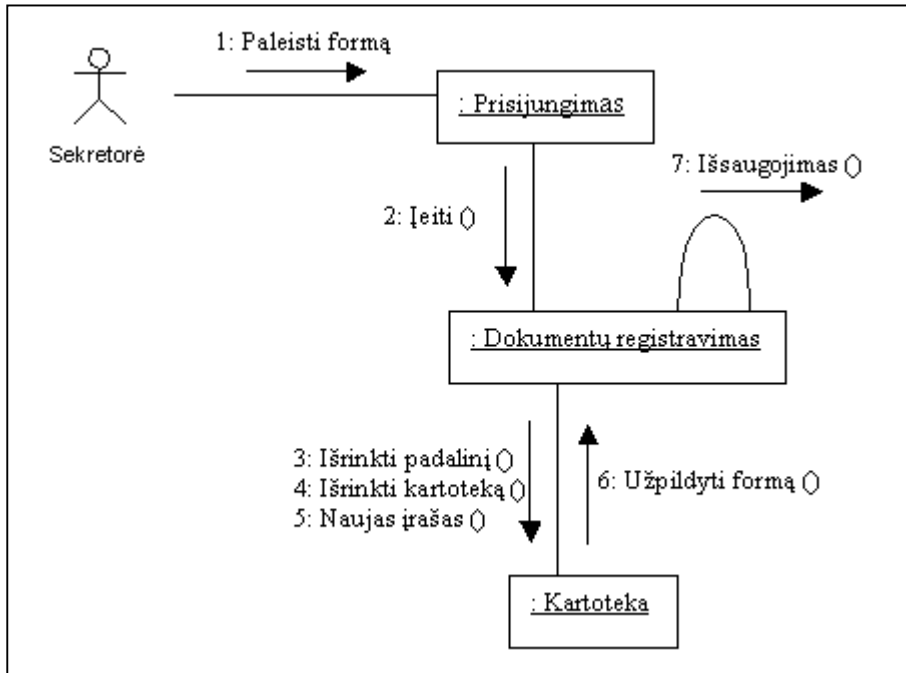 1: Paleisti formą
: Prisijungimas
Sekretorė
7: Išsaugojimas ()
2: Įeiti ()
: Dokumentų registravimas
3: Išrinkti padalinį ()
4: Išrinkti kartoteką ()
5: Naujas įrašas ()
6: Užpildyti formą ()
: Kartoteka